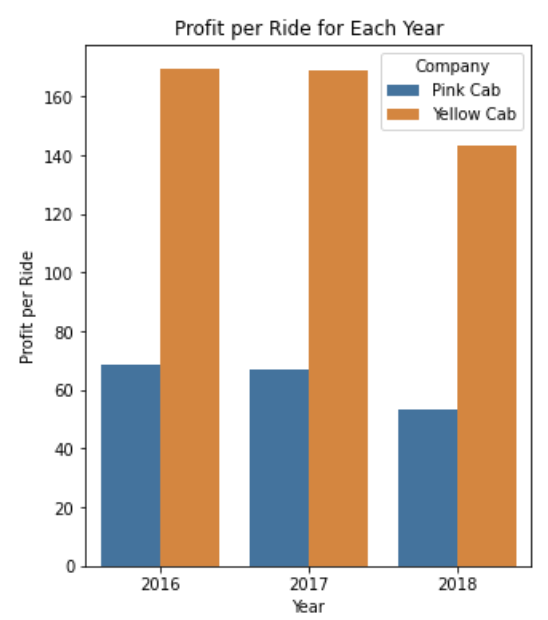 Profit per Ride for Each Year
Company
Pink Cab
Yellow Cab
160
140
120
100
80
60
40
20
0
Profit per Ride
2016 2017 2018
Year